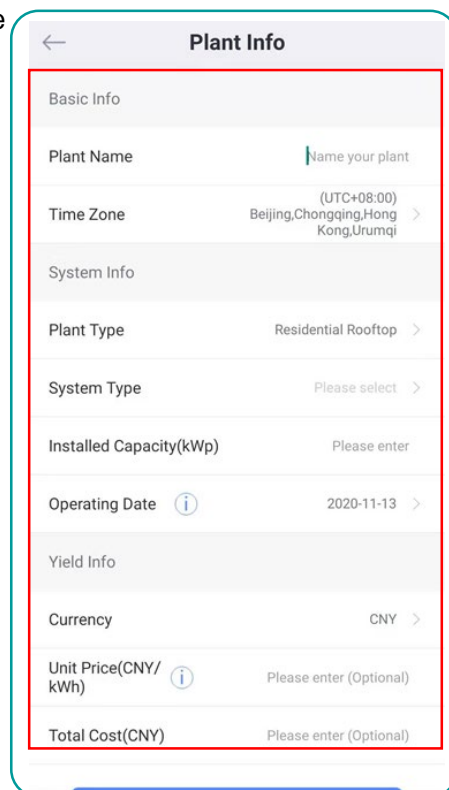 e
Plant Info
Basic Info
Plant Name Name your plant
Time Zone (UTC+08:00)
Beijing,Chongqing,Hong
Kong,Urumqi
System Info
Plant Type Residential Rooftop
System Type Please select
Installed Capacity(kWp) Please enter
Operating Date i 2020-11-13
Yield Info
Currency CNY
Unit Price(CNY/
kWh) i Please enter (Optional)
Total Cost(CNY) Please enter (Optional)